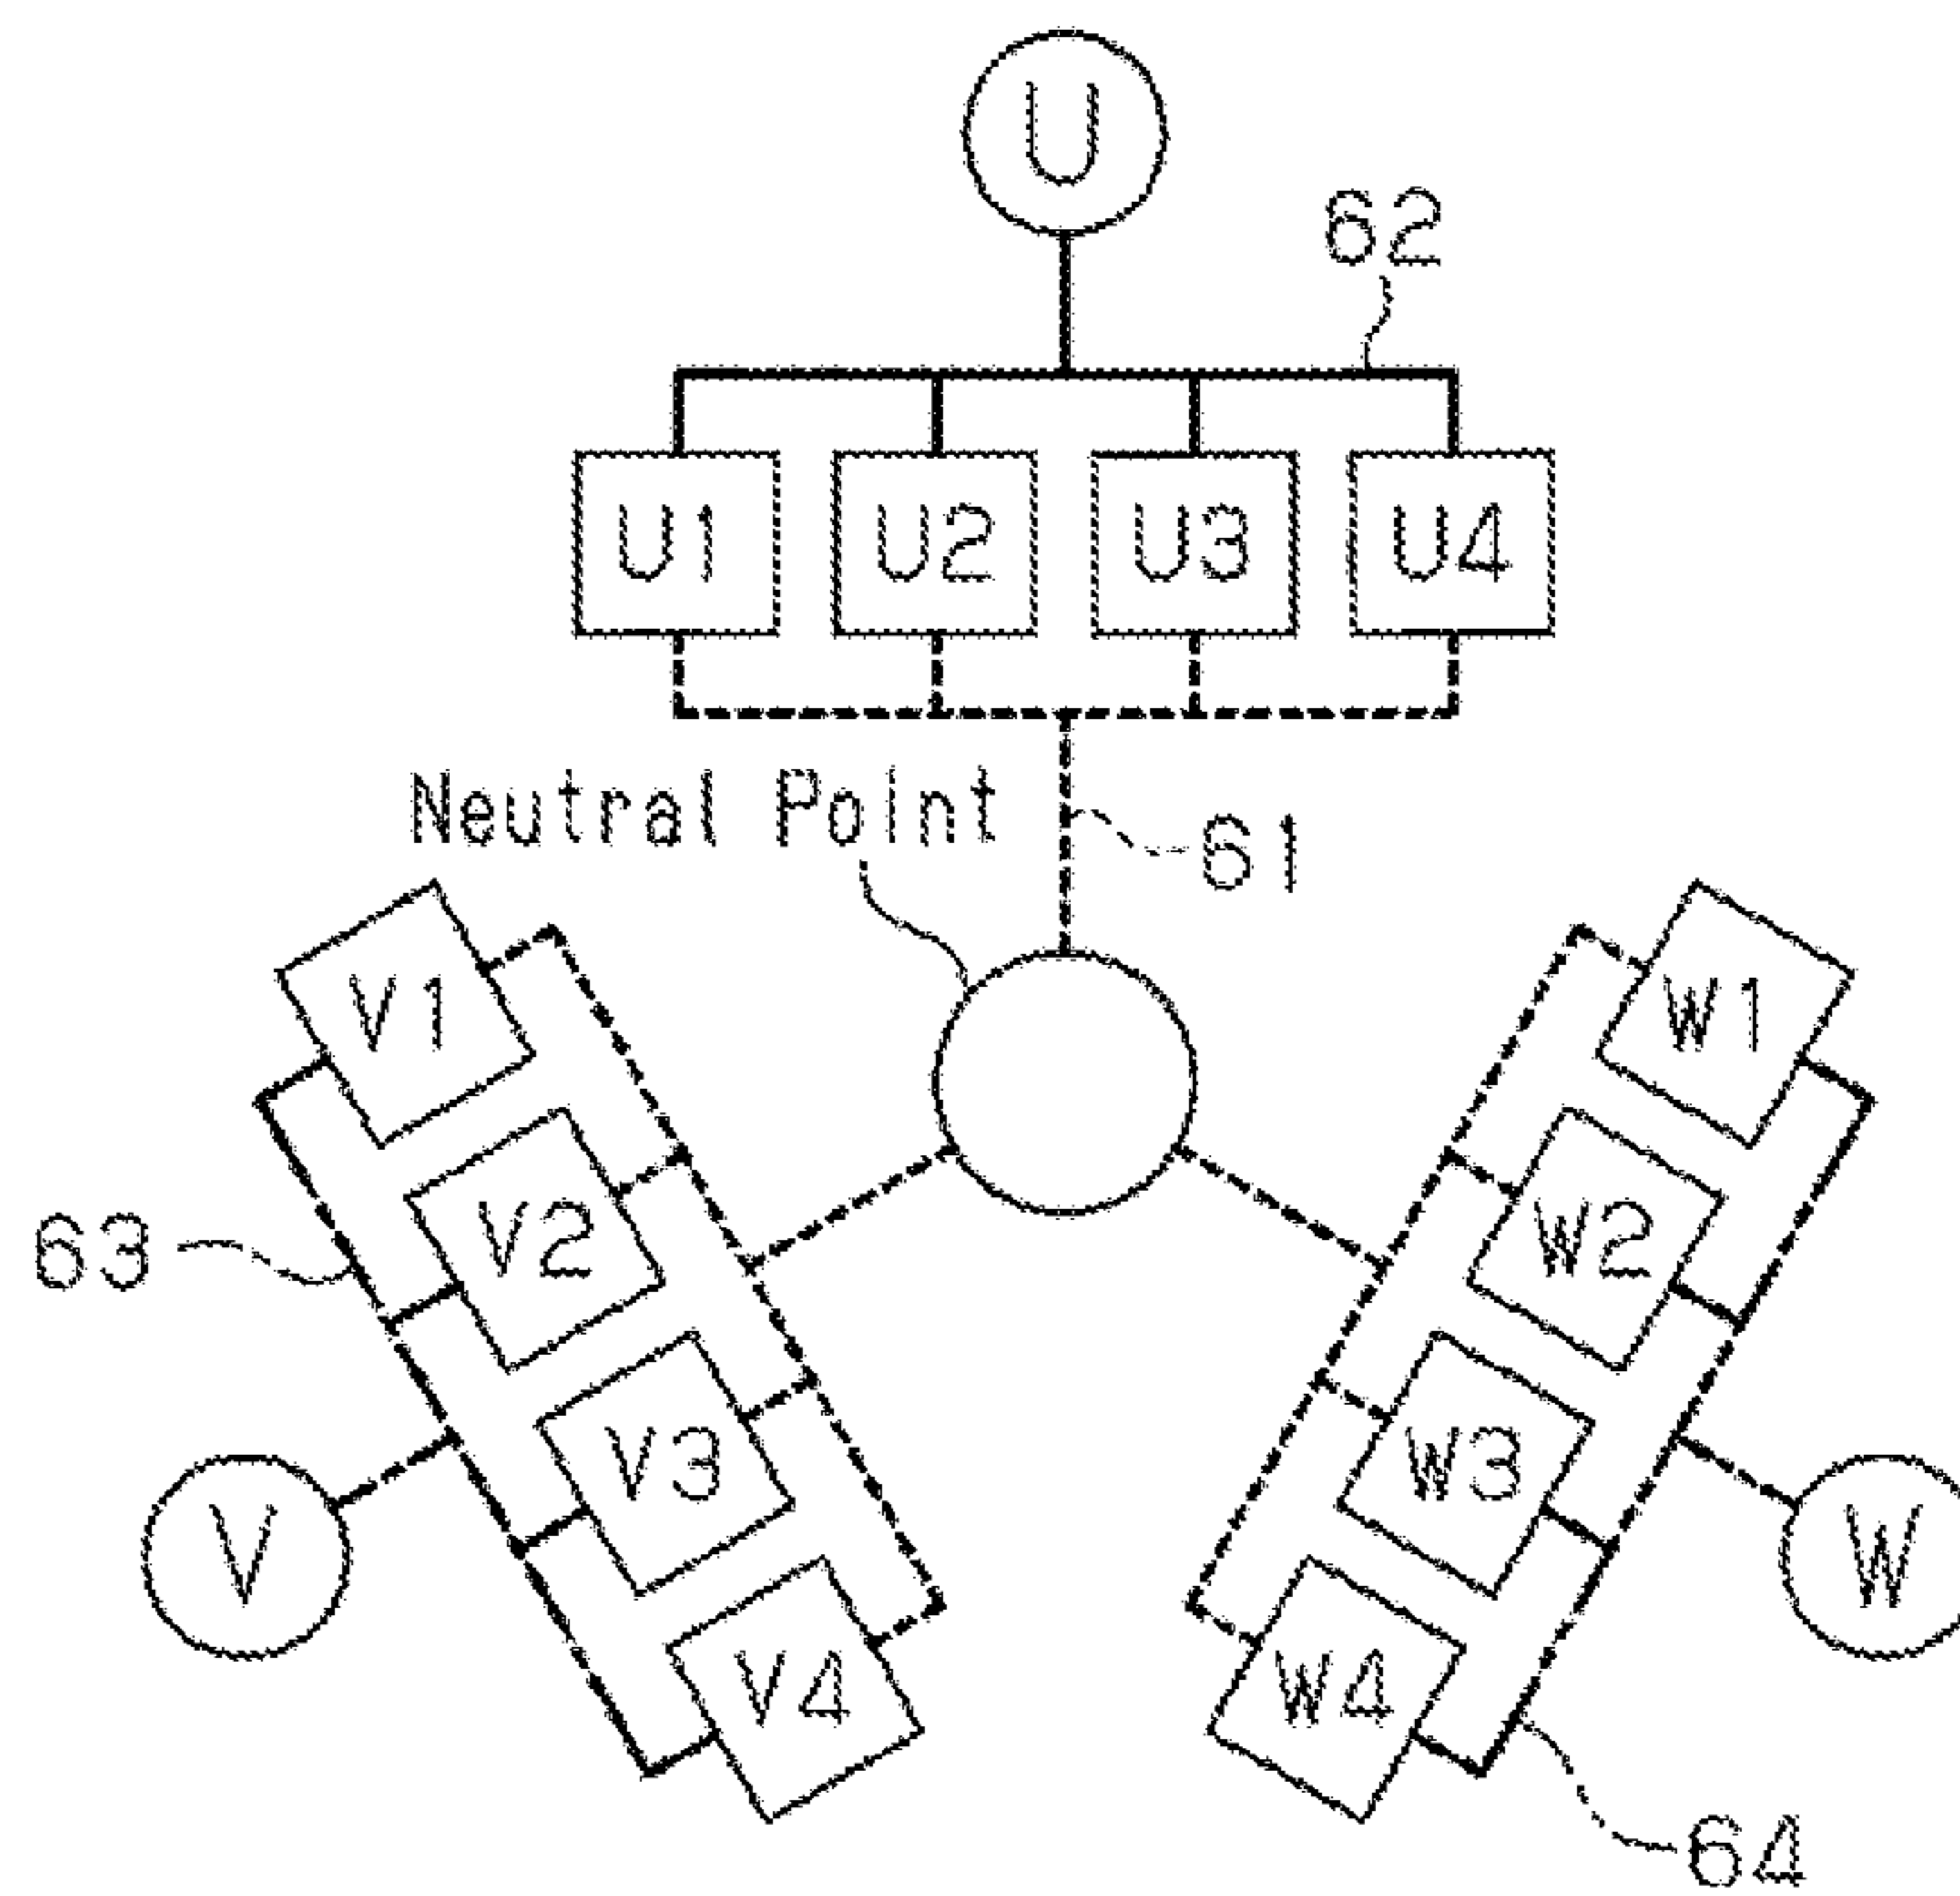 U
62
U1 U2 U3 U4
Neutral Point
61
V1
W1
V2
W2
63
V3
W3
V
W
V4
W4
64